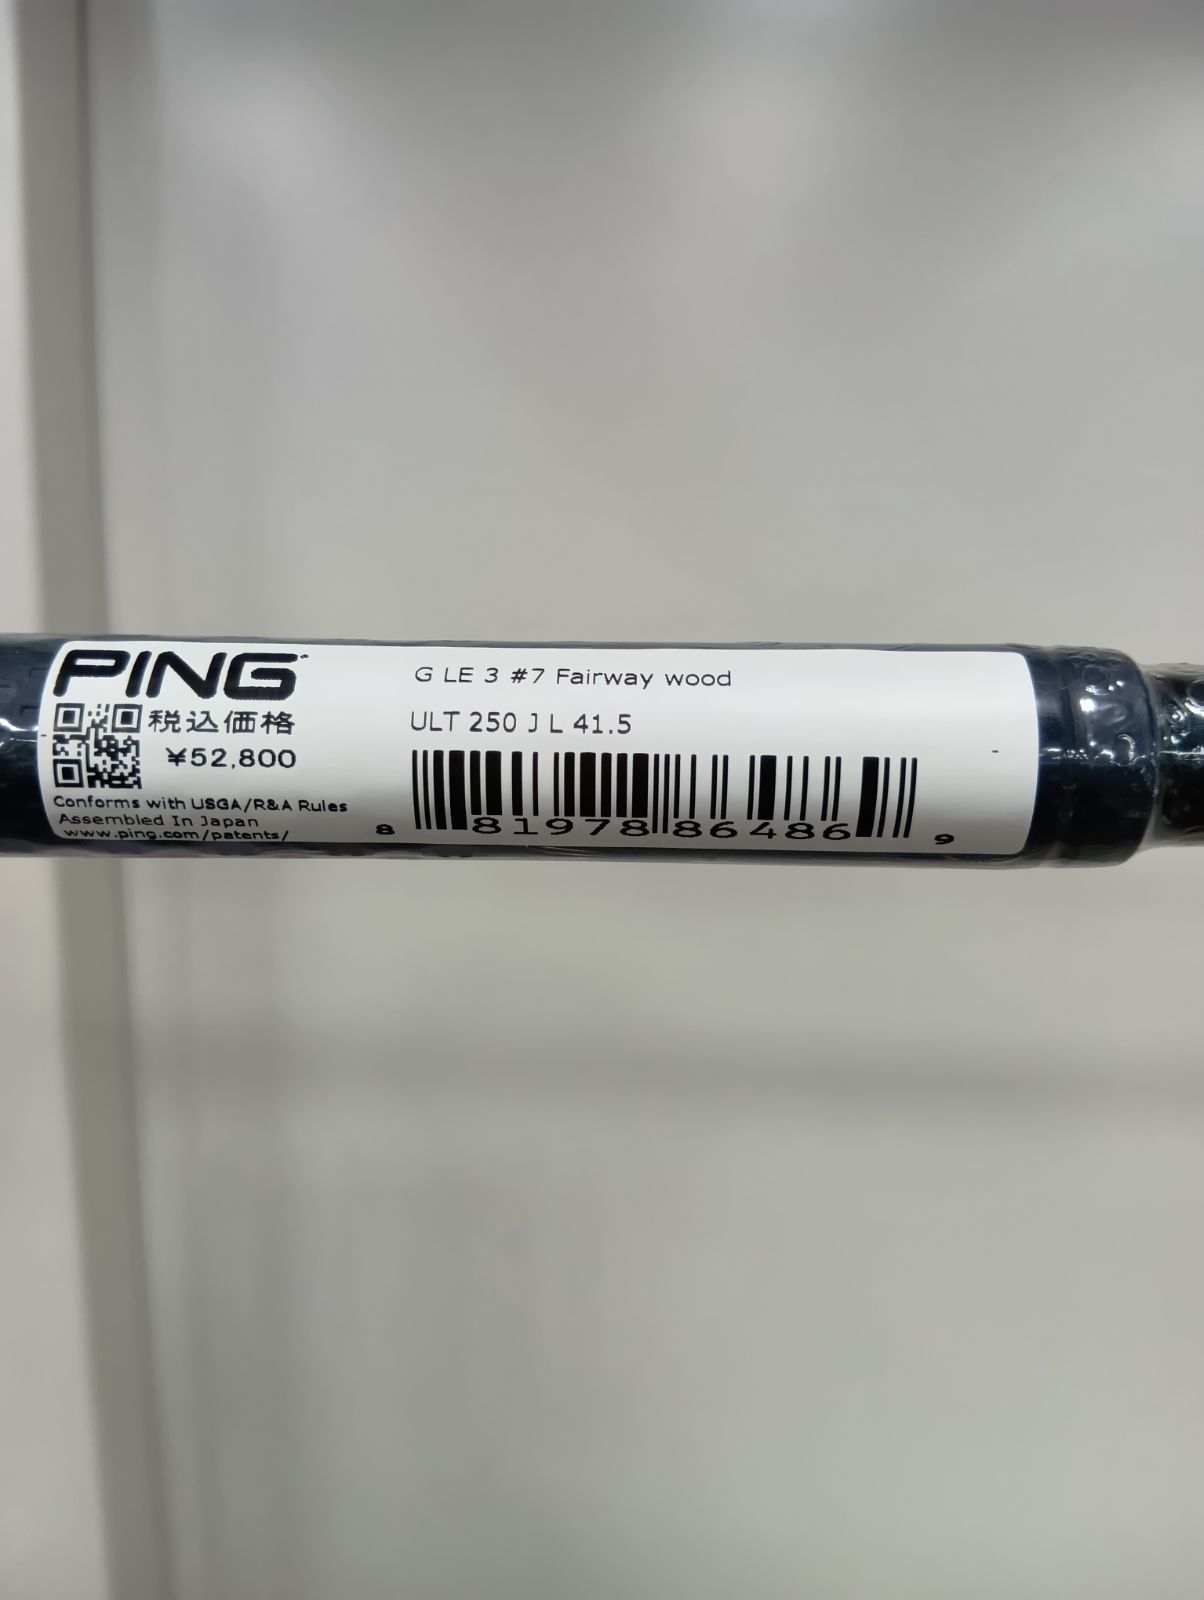 PING
税込価格
¥52,800
Conforms with USGA/R&A Rules
Assembled In Japan
www.ping.com/patents/
G LE 3 #7 Fairway wood
ULT 250 J L 41.5
8 81978 86486 9